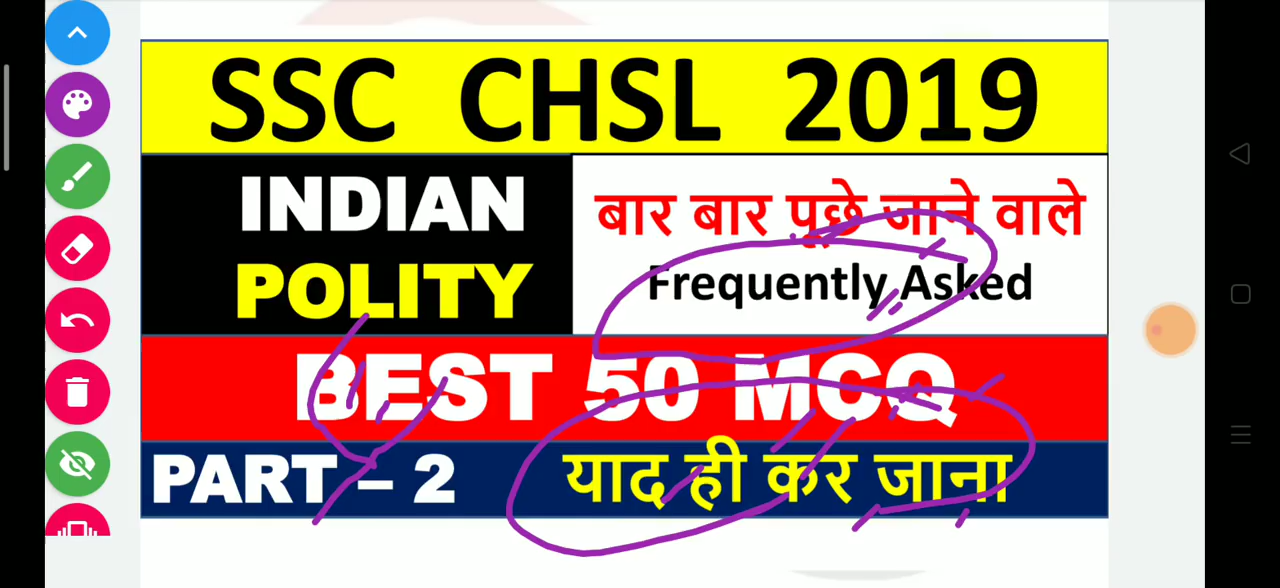 SSC CHSL 2019
INDIAN
POLITY
बार बार पूछे जाने वाले
Frequently Asked
BEST 50 MCQ
PART – 2
याद ही कर जाना